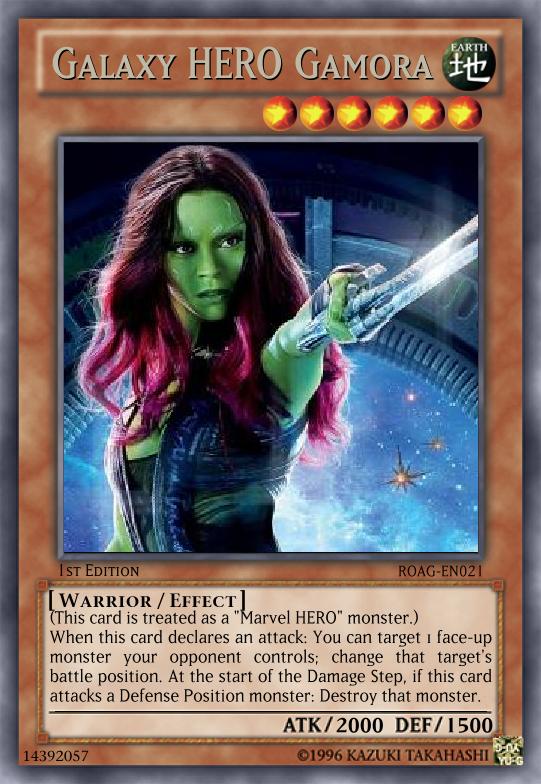 Galaxy HERO Gamora
EARTH
地
1st Edition
ROAG-EN021
[Warrior / Effect]
(This card is treated as a "Marvel HERO" monster.)
When this card declares an attack: You can target 1 face-up
monster your opponent controls; change that target's
battle position. At the start of the Damage Step, if this card
attacks a Defense Position monster: Destroy that monster.
ATK/2000 DEF/1500
14392057
©1996 KAZUKI TAKAHASHI